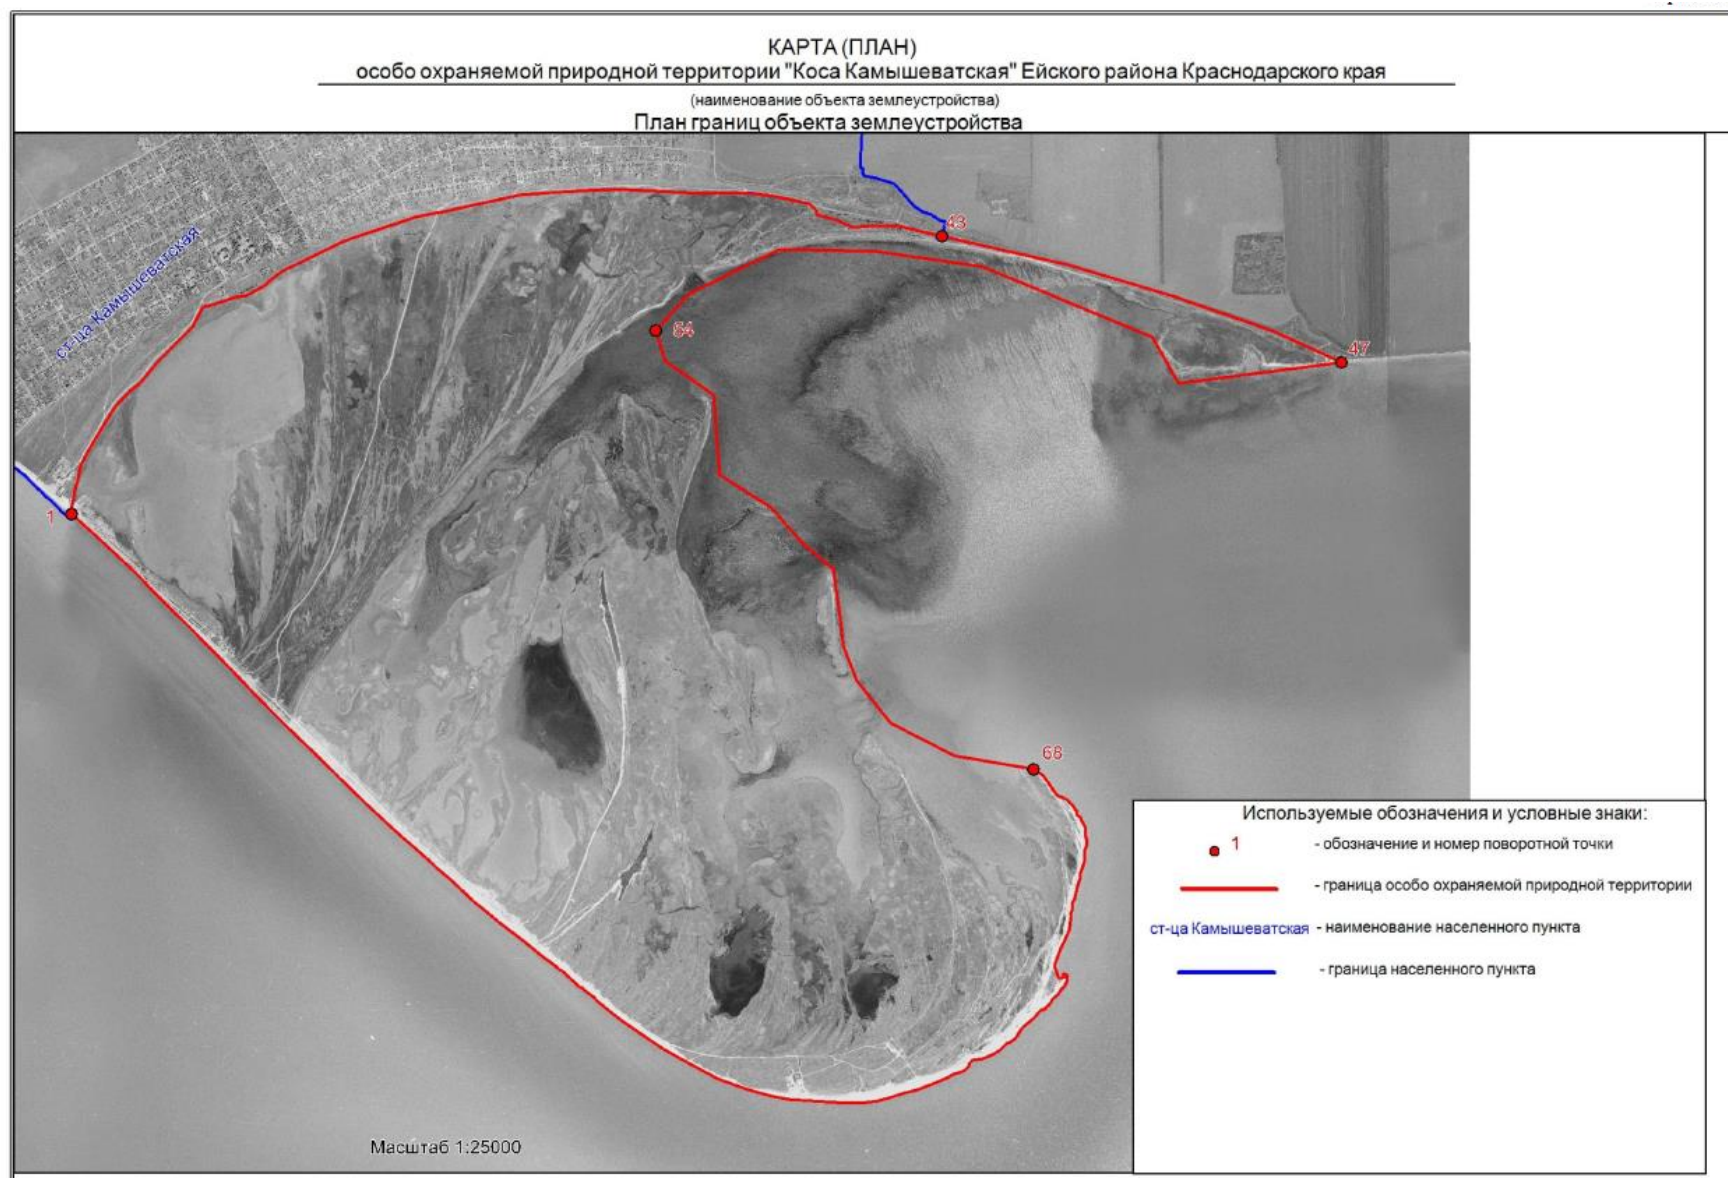 КАРТА (ПЛАН)
особо охраняемой природной территории "Коса Камышеватская" Ейского района Краснодарского края
(наименование объекта землеустройства)
План границ объекта землеустройства
ст-ца Камышеватская
43
54
47
1
68
Используемые обозначения и условные знаки:
1 - обозначение и номер поворотной точки
- граница особо охраняемой природной территории
ст-ца Камышеватская - наименование населенного пункта
- граница населенного пункта
Масштаб 1:25000